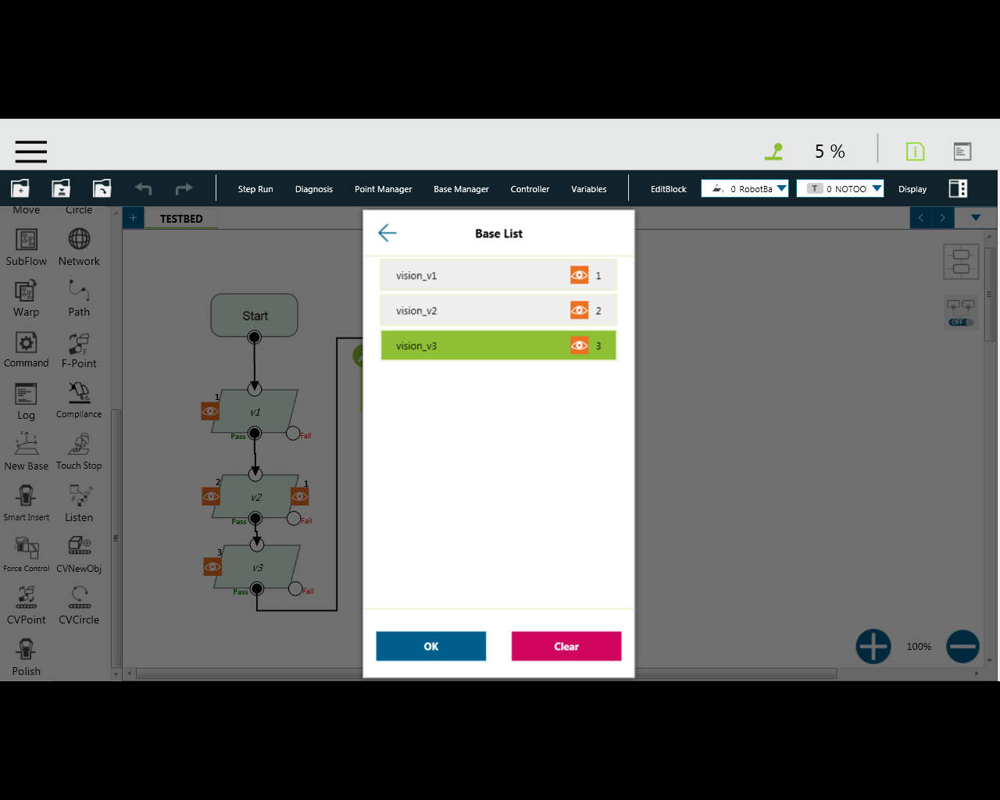 5 %
Step Run
Diagnosis
Point Manager
Base Manager
Controller
Variables
EditBlock
0 RobotBa
T 0 NOTOO
Display
Move
Circle
SubFlow
Network
Warp
Path
Command
F-Point
Log
Compliance
New Base
Touch Stop
Smart Insert
Listen
Force Control
CVNewObj
CVPoint
CVCircle
Polish
TESTBED
Start
1
v1
Pass
Fail
2
v2
1
Pass
Fail
3
v3
Pass
Fail
Base List
vision_v1 1
vision_v2 2
vision_v3 3
OK
Clear
OFF
100%